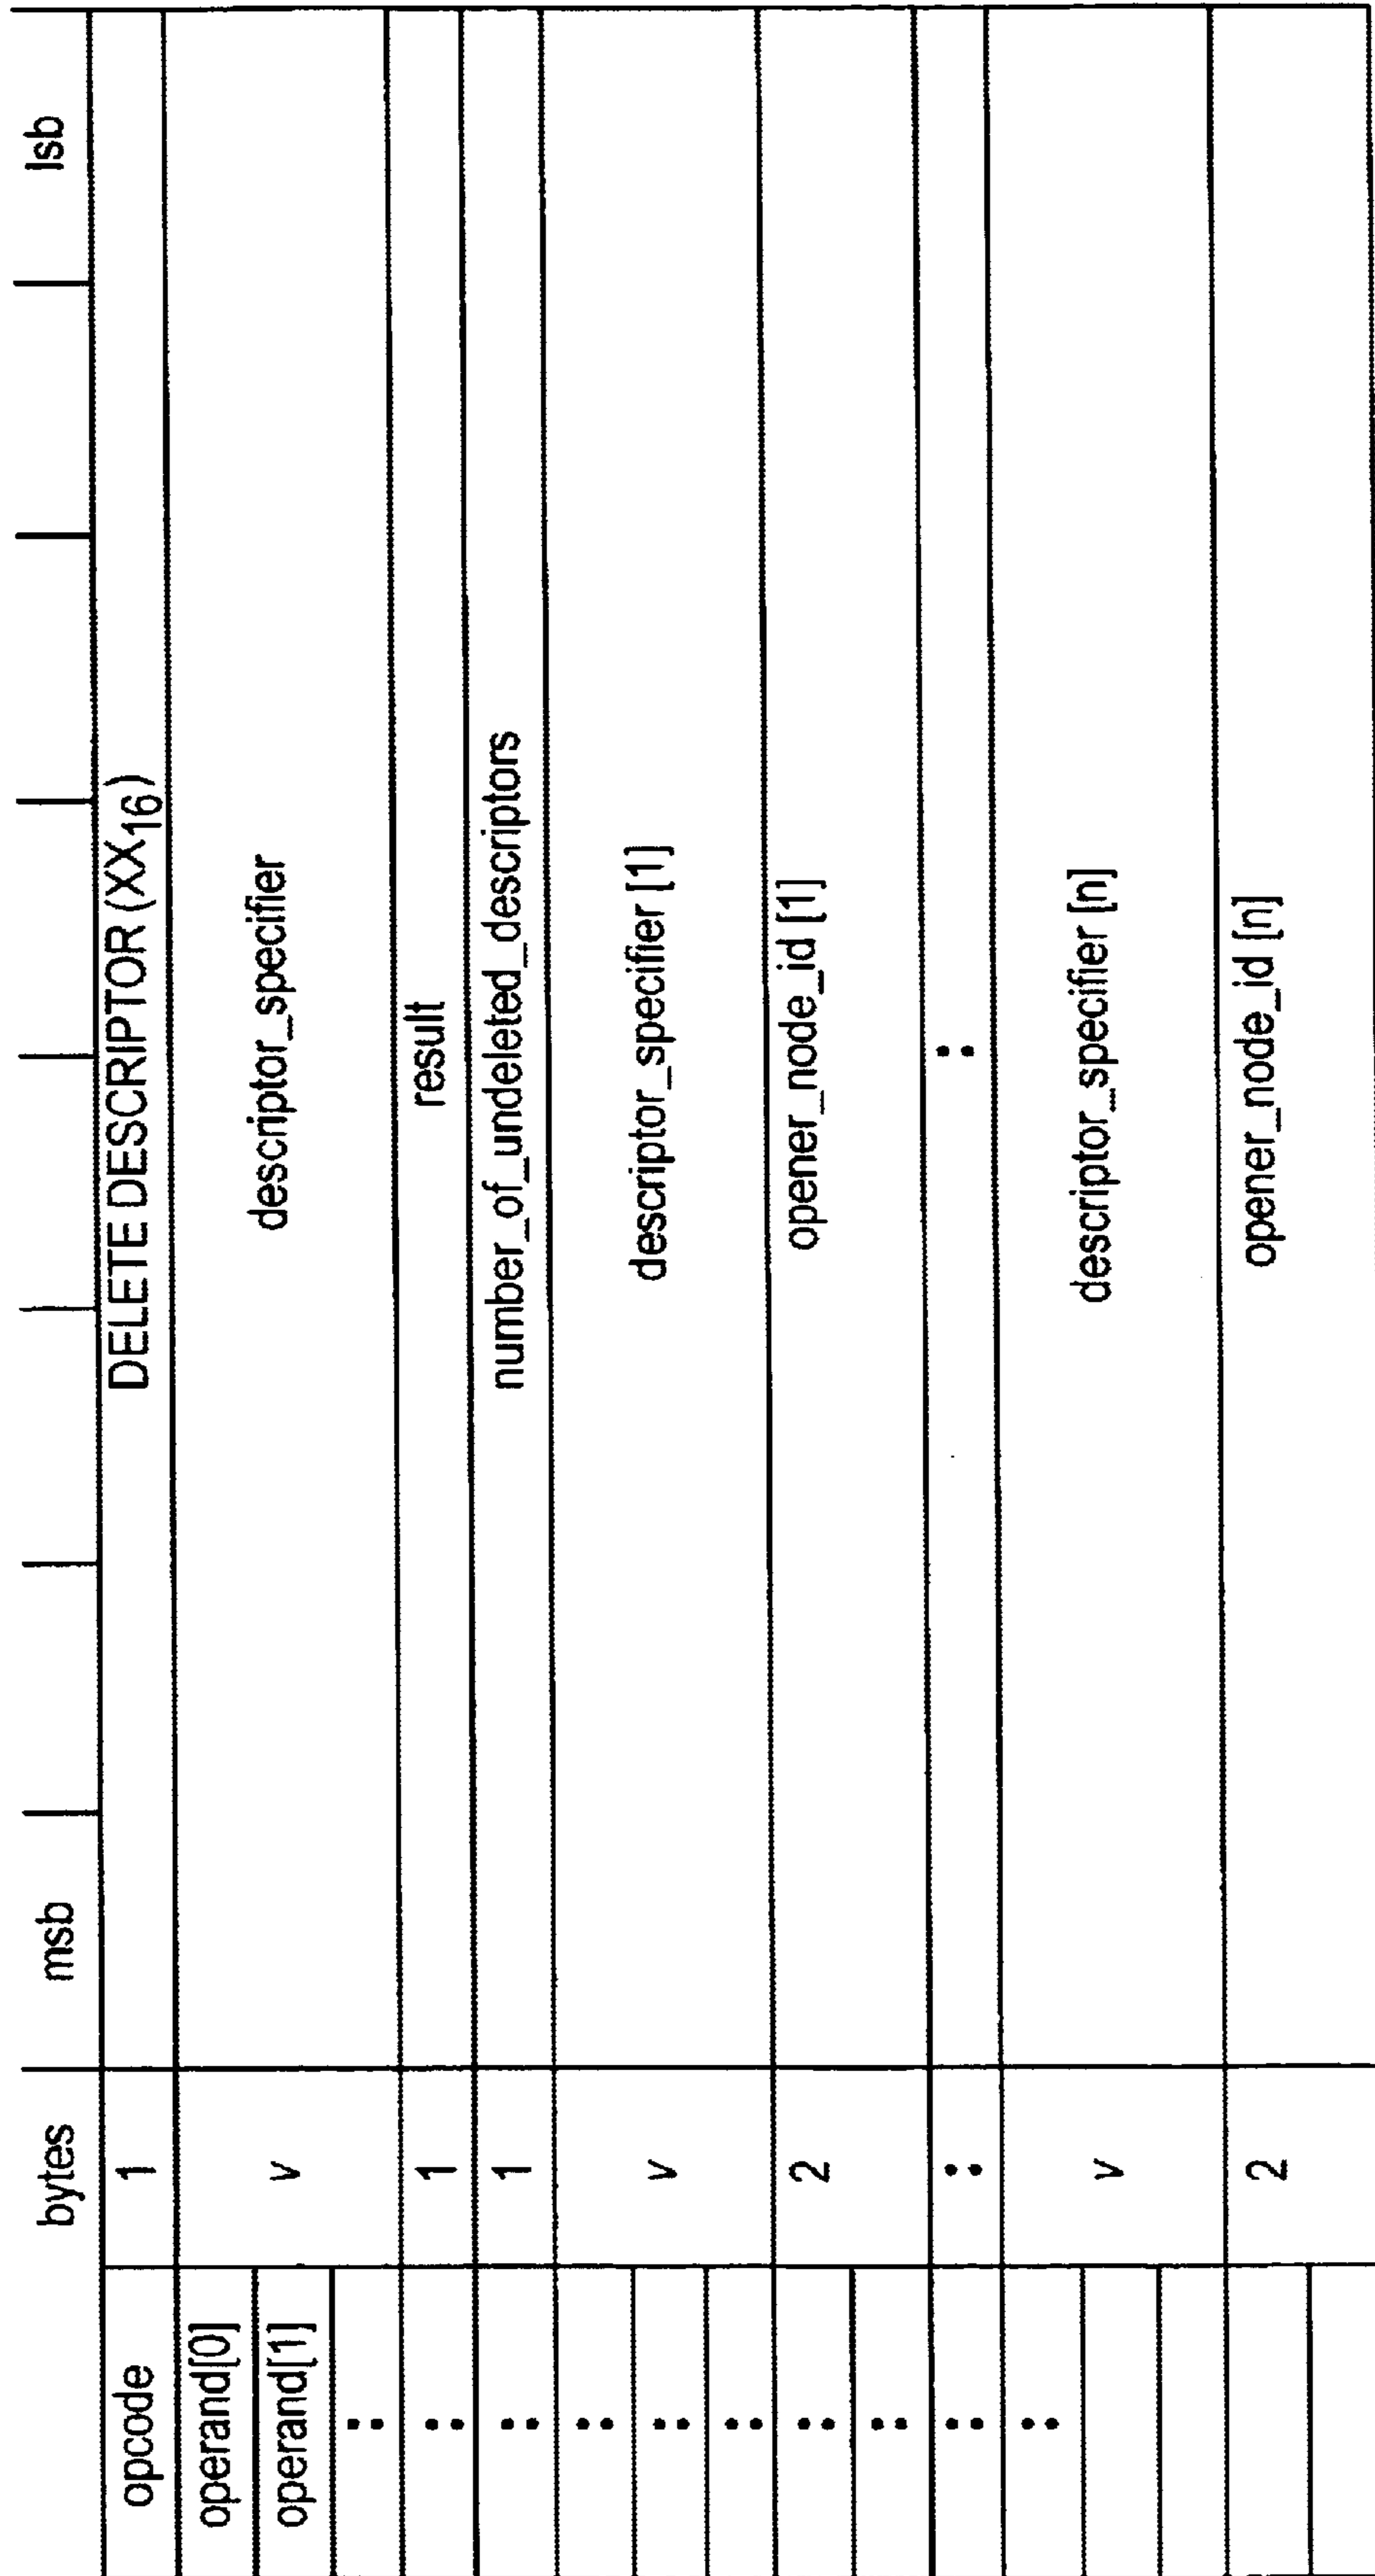 bytes msb lsb
opcode 1 DELETE DESCRIPTOR (XX16)
operand[0] v descriptor_specifier
operand[1]
:
: 1 result
: 1 number_of_undeleted_descriptors
: v descriptor_specifier [1]
:
:
: 2 opener_node_id [1]
:
: : :
: v descriptor_specifier [n]
2 opener_node_id [n]